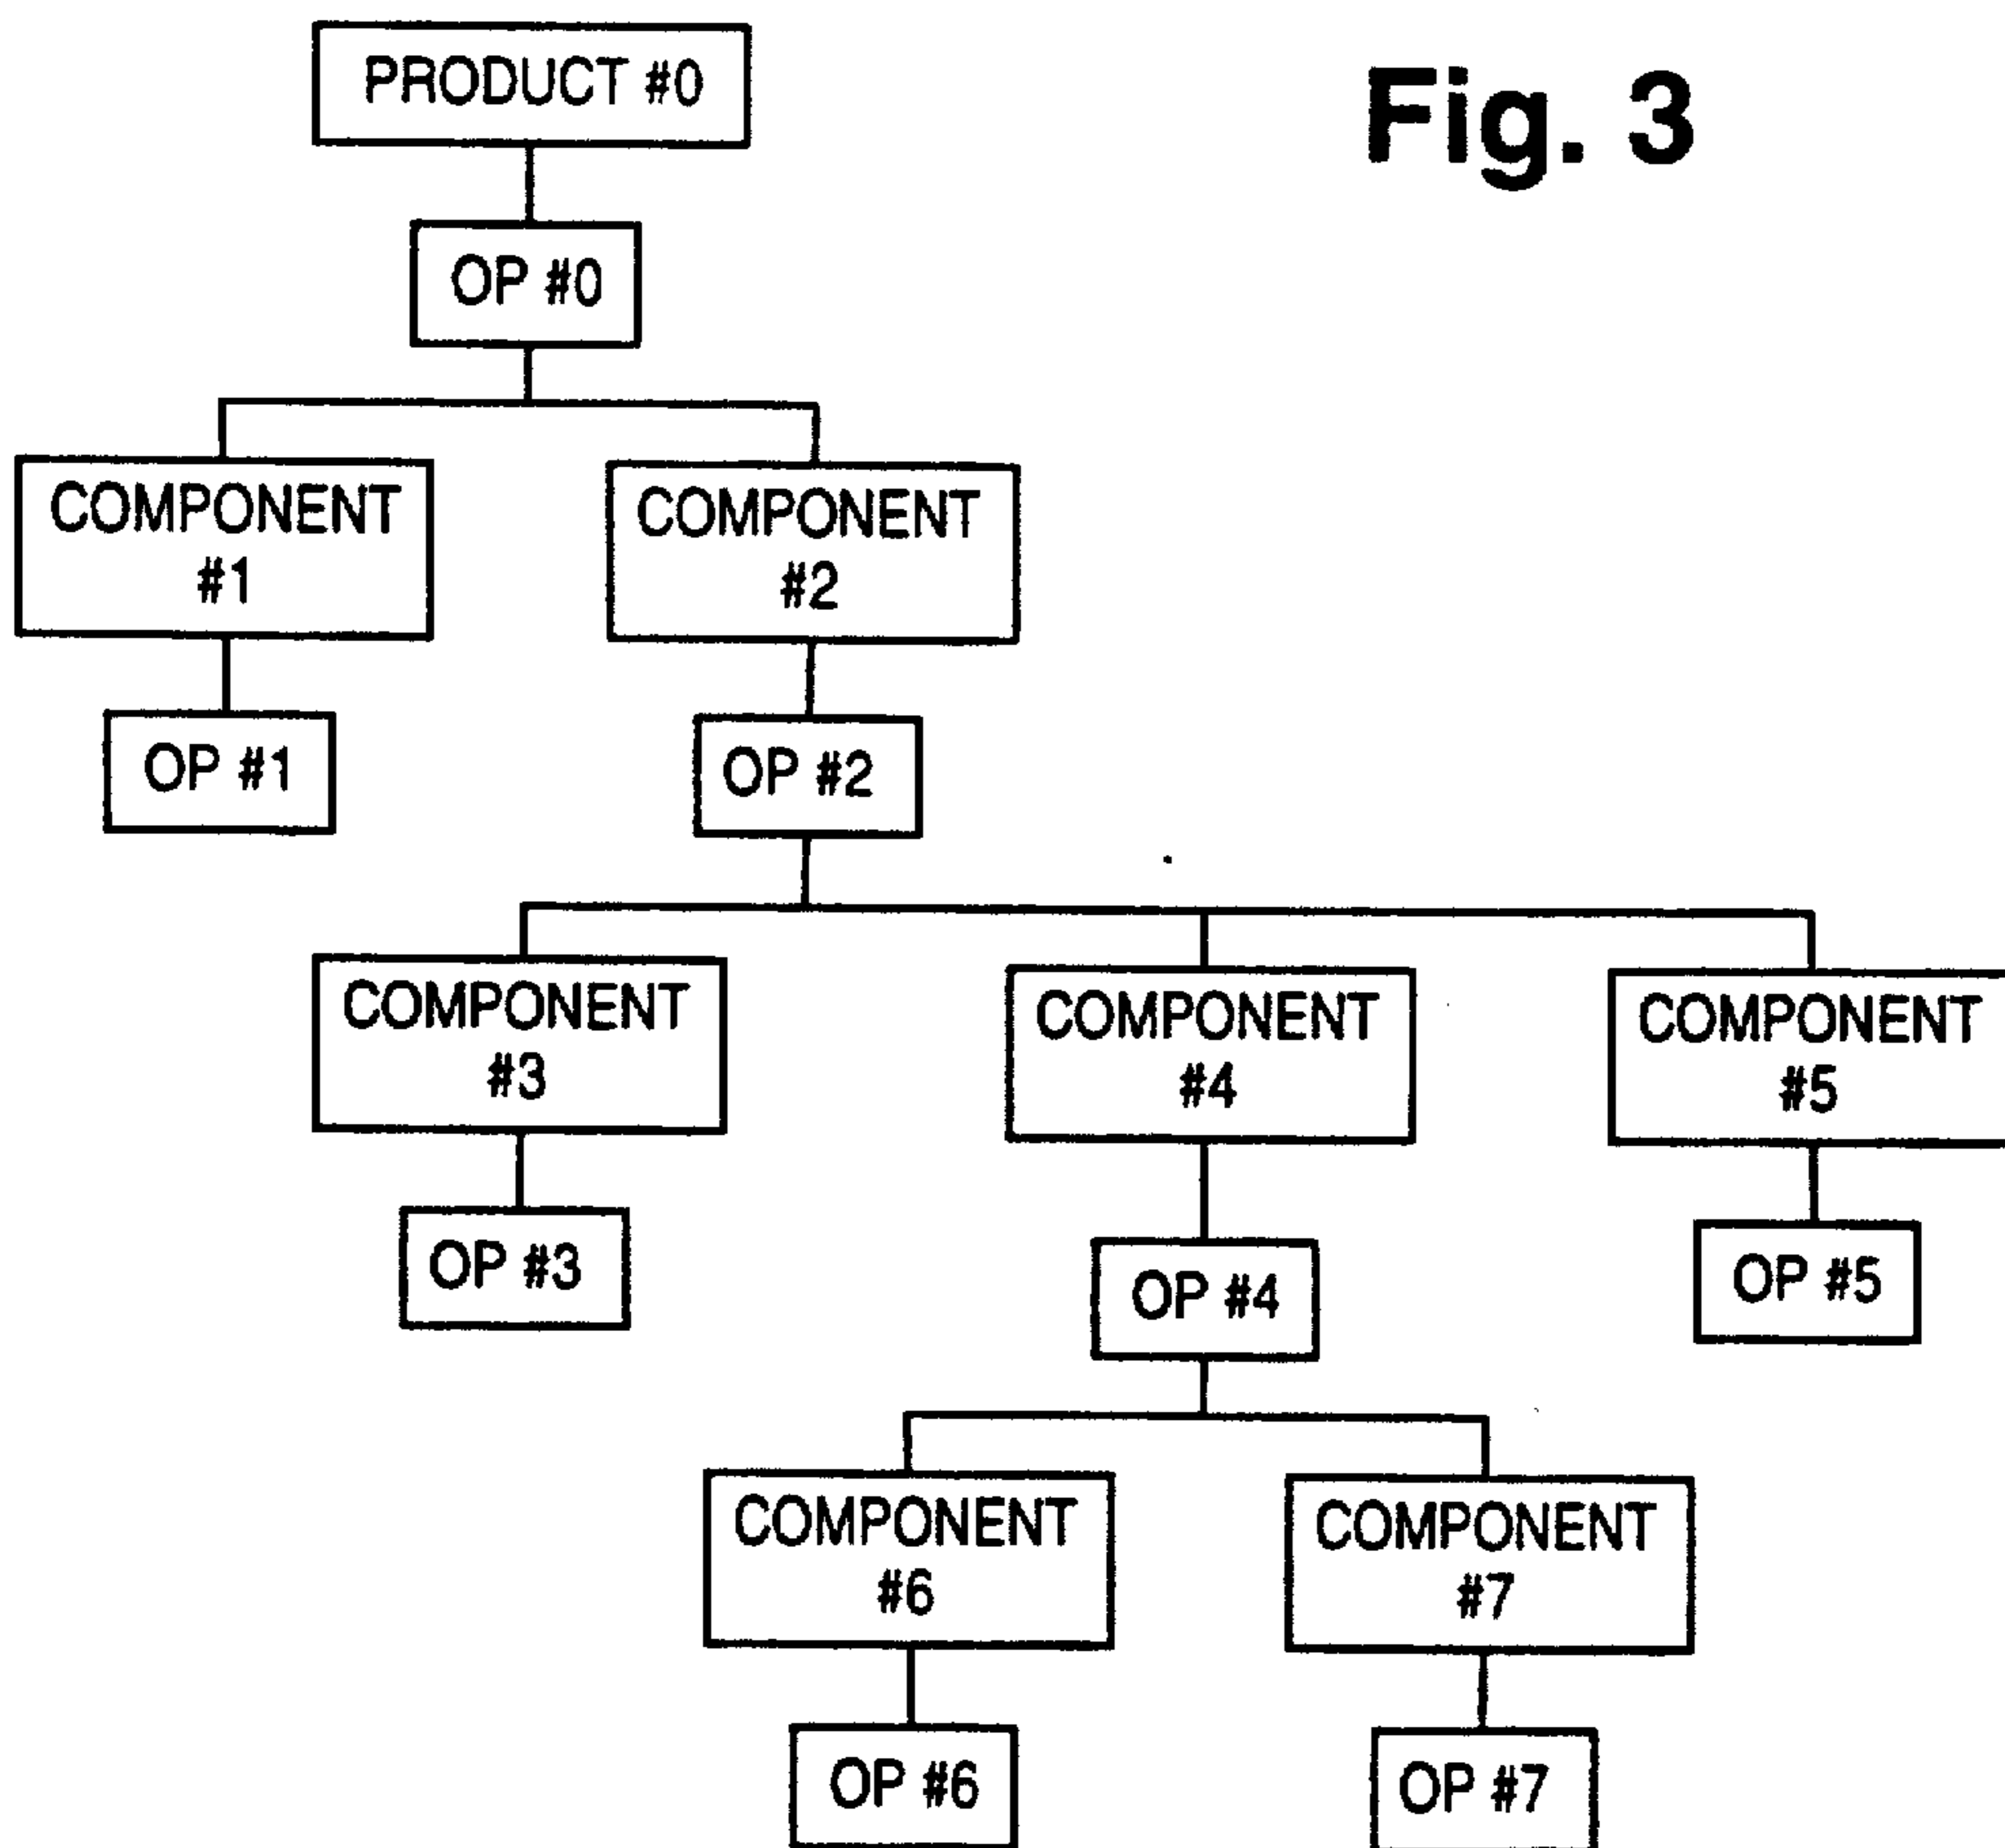 PRODUCT #0
Fig. 3
OP #0
COMPONENT
#1
COMPONENT
#2
OP #1
OP #2
COMPONENT
#3
COMPONENT
#4
COMPONENT
#5
OP #3
OP #4
OP #5
COMPONENT
#6
COMPONENT
#7
OP #6
OP #7